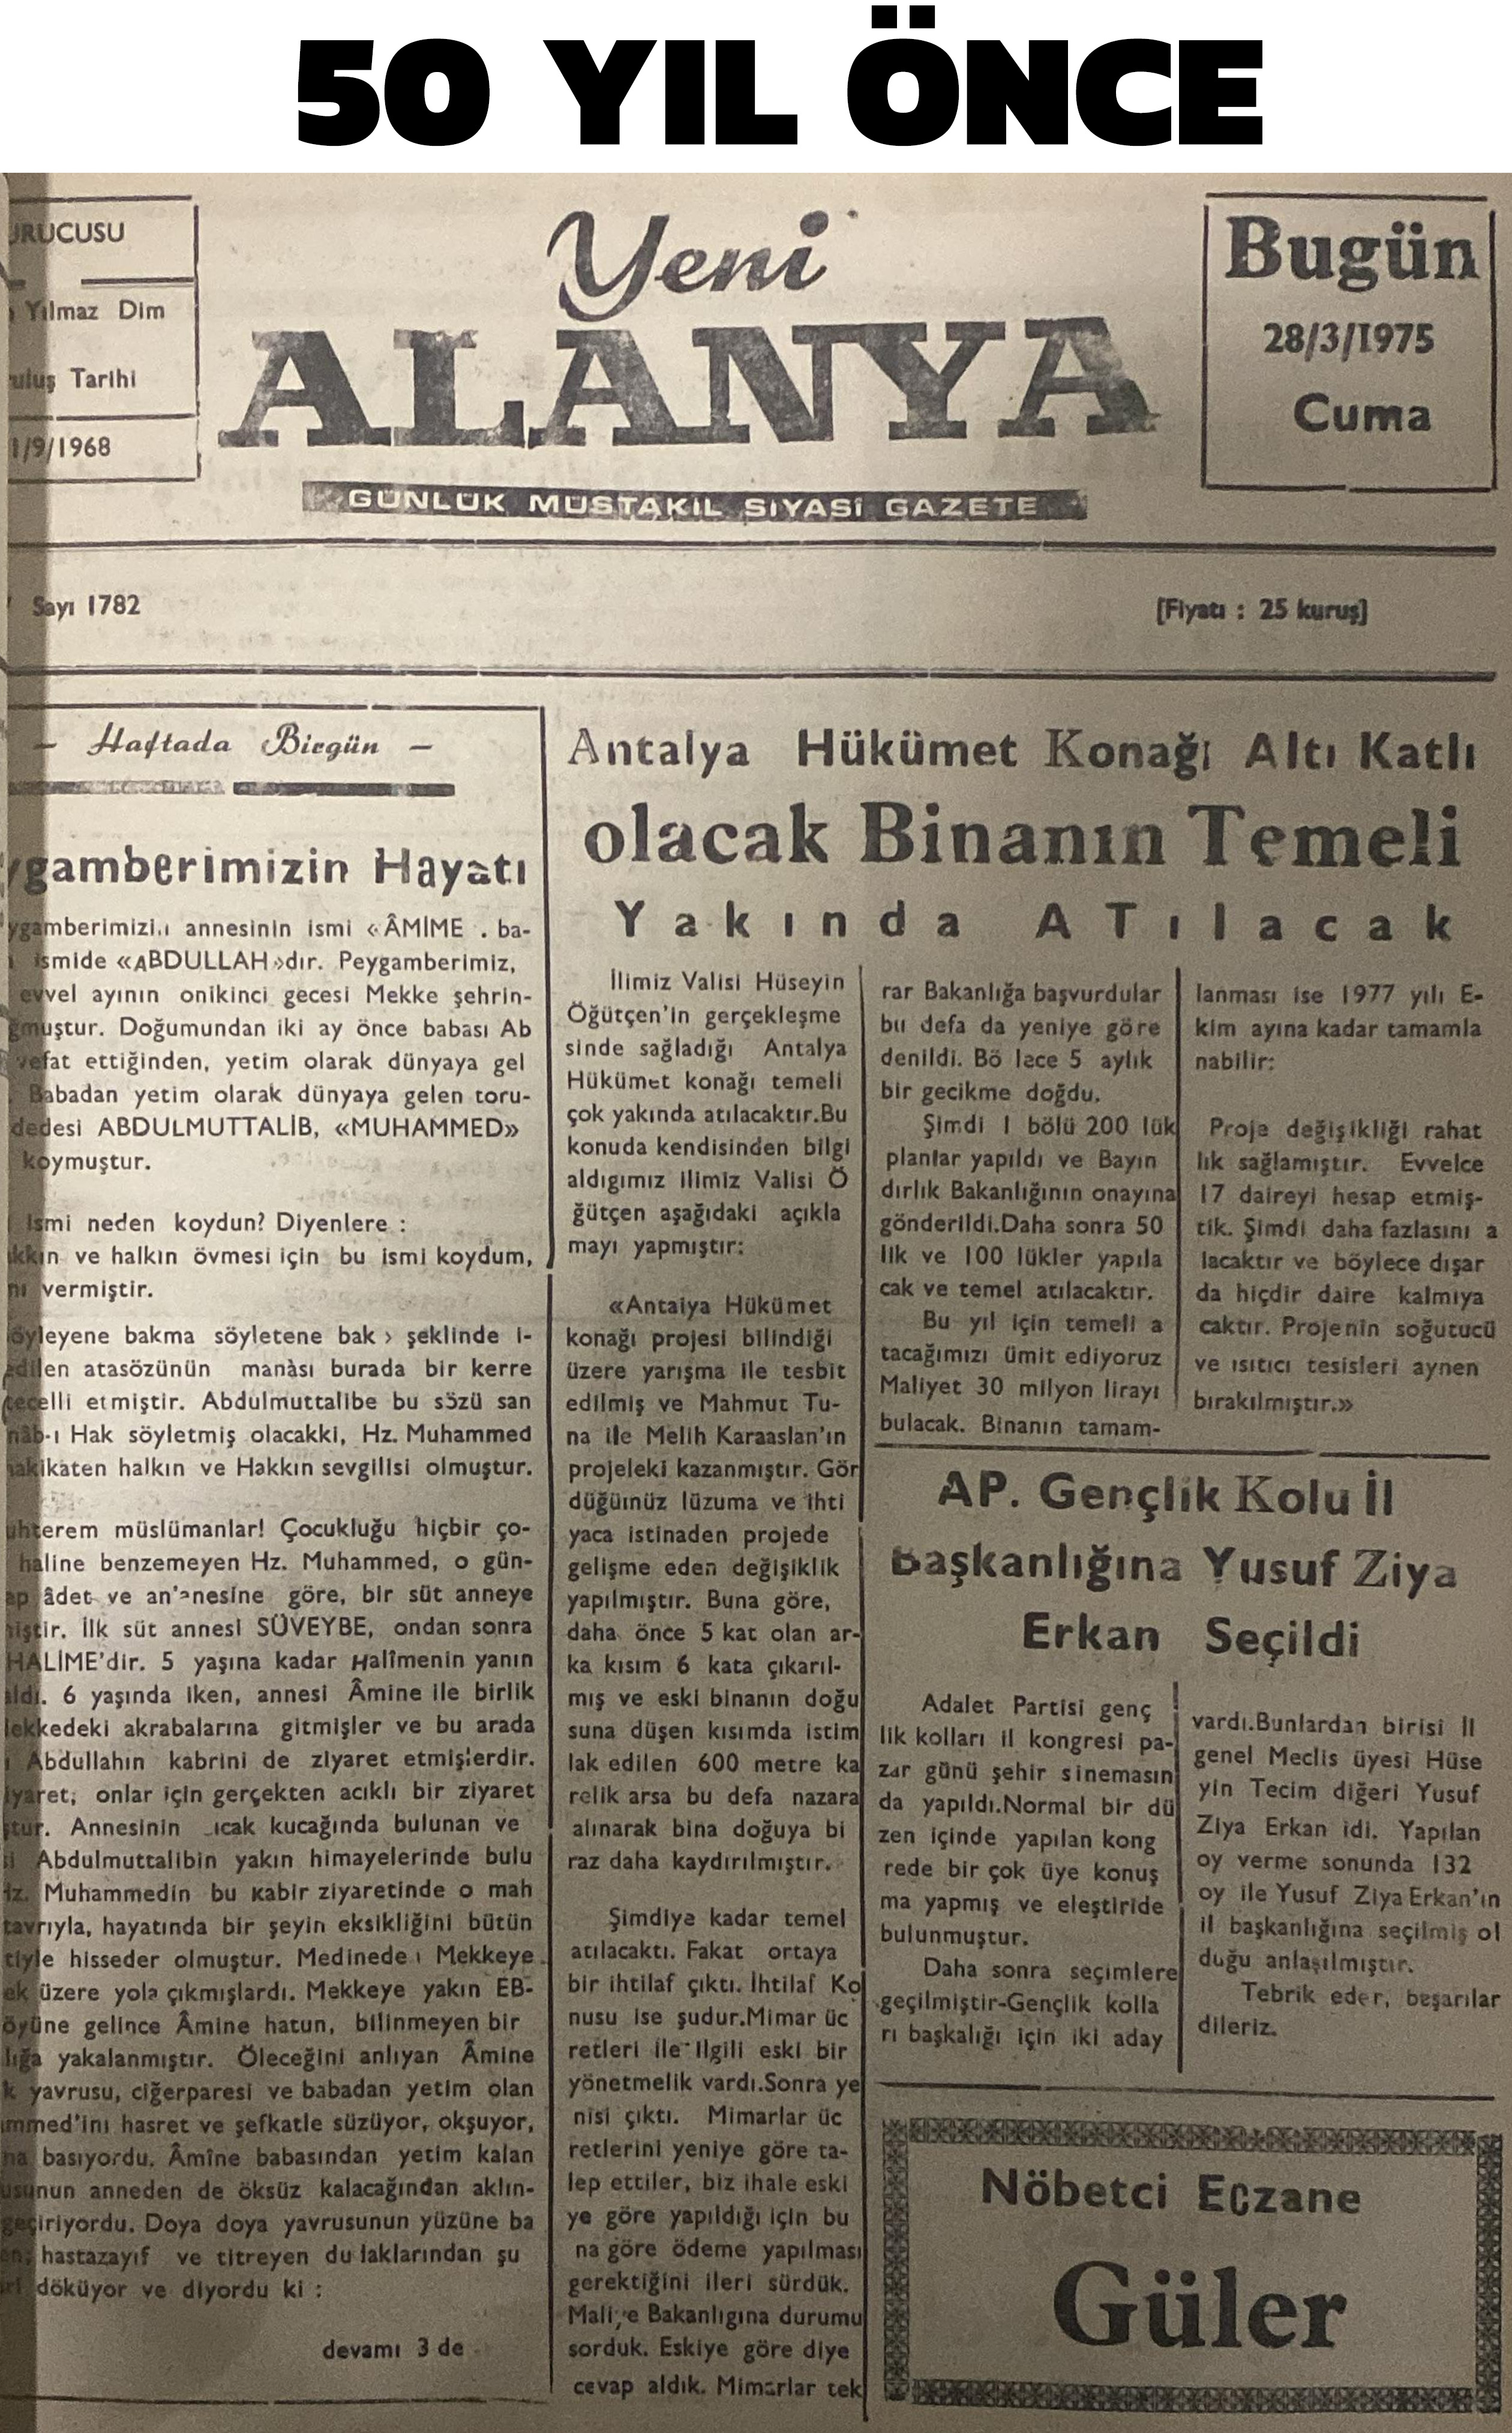 50 YIL ÖNCE
URUCUSU
Yılmaz Dim
uluş Tarihi
1/9/1968
Yeni
ALANYA
GÜNLÜK MÜSTAKİL SİYASİ GAZETE
Bugün
28/3/1975
Cuma
Sayı 1782
[Fiyatı : 25 kuruş]
— Haftada Birgün —
ygamberimizin Hayatı
ygamberimizin annesinin ismi «ÂMİME . ba-
ismide «ABDULLAH»dır. Peygamberimiz,
evvel ayının onikinci gecesi Mekke şehrin-
ğmuştur. Doğumundan iki ay önce babası Ab
vefat ettiğinden, yetim olarak dünyaya gel
Babadan yetim olarak dünyaya gelen toru-
dedesi ABDULMUTTALİB, «MUHAMMED»
koymuştur.
ismi neden koydun? Diyenlere :
akkın ve halkın övmesi için bu ismi koydum,
nı vermiştir.
öyleyene bakma söyletene bak > şeklinde i-
edilen atasözünün manàsı burada bir kerre
tecelli etmiştir. Abdulmuttalibe bu sözü san
nâb-ı Hak söyletmiş olacakki, Hz. Muhammed
hakikaten halkın ve Hakkın sevgilisi olmuştur.
uhterem müslümanlar! Çocukluğu hiçbir ço-
haline benzemeyen Hz. Muhammed, o gün-
ap âdet ve an'anesine göre, bir süt anneye
miştir. İlk süt annesi SÜVEYBE, ondan sonra
HALİME'dir. 5 yaşına kadar Halîmenin yanın
aldı. 6 yaşında iken, annesi Âmine ile birlik
Mekkedeki akrabalarına gitmişler ve bu arada
ı Abdullahın kabrini de ziyaret etmişlerdir.
iyaret; onlar için gerçekten acıklı bir ziyaret
ştur. Annesinin icak kucağında bulunan ve
si Abdulmuttalibin yakın himayelerinde bulu
Hz. Muhammedin bu kabir ziyaretinde o mah
tavrıyla, hayatında bir şeyin eksikliğini bütün
tiyle hisseder olmuştur. Medinede ı Mekkeye
ek üzere yola çıkmışlardı. Mekkeye yakın EB-
öyüne gelince Âmine hatun, bilinmeyen bir
lığa yakalanmıştır. Öleceğini anlıyan Âmine
k yavrusu, ciğerparesi ve babadan yetim olan
ammed'ini hasret ve şefkatle süzüyor, okşuyor,
na basıyordu. Âmîne babasından yetim kalan
usunun anneden de öksüz kalacağından aklın-
geçiriyordu. Doya doya yavrusunun yüzüne ba
en, hastazayıf ve titreyen du laklarından şu
ri döküyor ve diyordu ki :
devamı 3 de
Antalya Hükümet Konağı Altı Katlı
olacak Binanın Temeli
Yakında ATılacak
İlimiz Valisi Hüseyin
Öğütçen'in gerçekleşme
sinde sağladığı Antalya
Hükümet konağı temeli
çok yakında atılacaktır.Bu
konuda kendisinden bilgi
aldıgımız ilimiz Valisi Ö
ğütçen aşağıdaki açıkla
mayı yapmıştır:
«Antalya Hükümet
konağı projesi bilindiği
üzere yarışma ile tesbit
edilmiş ve Mahmut Tu-
na ile Melih Karaaslan'ın
projeleki kazanmıştır. Gör
düğümüz lüzuma ve ihti
yaca istinaden projede
gelişme eden değişiklik
yapılmıştır. Buna göre,
daha önce 5 kat olan ar-
ka kısım 6 kata çıkarıl-
mış ve eski binanın doğu
suna düşen kısımda istim
lak edilen 600 metre ka
relik arsa bu defa nazara
alınarak bina doğuya bi
raz daha kaydırılmıştır.
Şimdiye kadar temel
atılacaktı. Fakat ortaya
bir ihtilaf çıktı. İhtilaf Ko
nusu ise şudur.Mimar üc
retleri ile ilgili eski bir
yönetmelik vardı.Sonra ye
nisi çıktı. Mimarlar üc
retlerini yeniye göre ta-
lep ettiler, biz ihale eski
ye göre yapıldığı için bu
na göre ödeme yapılması
gerektiğini ileri sürdük.
Maliye Bakanlıgına durumu
sorduk. Eskiye göre diye
cevap aldık. Mimarlar tek
rar Bakanlığa başvurdular
bu defa da yeniye göre
denildi. Bö lece 5 aylık
bir gecikme doğdu.
Şimdi 1 bölü 200 lük
planlar yapıldı ve Bayın
dırlık Bakanlığının onayına
gönderildi.Daha sonra 50
lik ve 100 lükler yapıla
cak ve temel atılacaktır.
Bu yıl için temeli a
tacağımızı ümit ediyoruz
Maliyet 30 milyon lirayı
bulacak. Binanın tamam-
lanması ise 1977 yılı E-
kim ayına kadar tamamla
nabilir:
Proje değişikliği rahat
lık sağlamıştır. Evvelce
17 daireyi hesap etmiş-
tik. Şimdi daha fazlasını a
lacaktır ve böylece dışar
da hiçdir daire kalmıya
caktır. Projenin soğutucü
ve ısıtıcı tesisleri aynen
bırakılmıştır.»
AP. Gençlik Kolu İl
Başkanlığına Yusuf Ziya
Erkan Seçildi
Adalet Partisi genç
lik kolları il kongresi pa-
zar günü şehir sinemasın
da yapıldı.Normal bir dü
zen içinde yapılan kong
rede bir çok üye konuş
ma yapmış ve eleştiride
bulunmuştur.
Daha sonra seçimlere
geçilmiştir-Gençlik kolla
rı başkalığı için iki aday
vardı.Bunlardan birisi İl
genel Meclis üyesi Hüse
yin Tecim diğeri Yusuf
Ziya Erkan idi. Yapılan
oy verme sonunda 132
oy ile Yusuf Ziya Erkan'ın
il başkanlığına seçilmiş ol
duğu anlaşılmıştır.
Tebrik eder, başarılar
dileriz.
Nöbetci Eczane
Güler